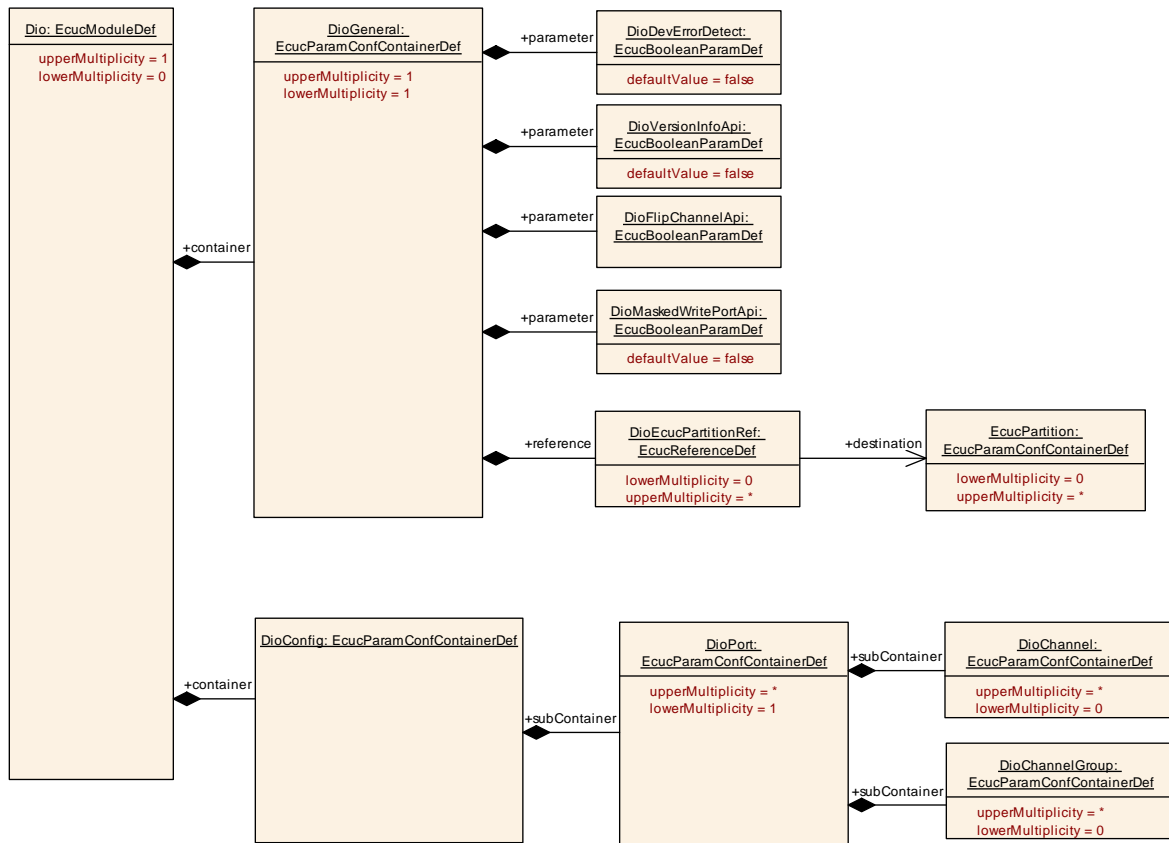 Dio: EcucModuleDef
upperMultiplicity = 1
lowerMultiplicity = 0
+container
DioGeneral:
EcucParamConfContainerDef
upperMultiplicity = 1
lowerMultiplicity = 1
+parameter
DioDevErrorDetect:
EcucBooleanParamDef
defaultValue = false
+parameter
DioVersionInfoApi:
EcucBooleanParamDef
defaultValue = false
+parameter
DioFlipChannelApi:
EcucBooleanParamDef
+parameter
DioMaskedWritePortApi:
EcucBooleanParamDef
defaultValue = false
+reference
DioEcucPartitionRef:
EcucReferenceDef
lowerMultiplicity = 0
upperMultiplicity = *
+destination
EcucPartition:
EcucParamConfContainerDef
lowerMultiplicity = 0
upperMultiplicity = *
+container
DioConfig: EcucParamConfContainerDef
+subContainer
DioPort:
EcucParamConfContainerDef
upperMultiplicity = *
lowerMultiplicity = 1
+subContainer
DioChannel:
EcucParamConfContainerDef
upperMultiplicity = *
lowerMultiplicity = 0
+subContainer
DioChannelGroup:
EcucParamConfContainerDef
upperMultiplicity = *
lowerMultiplicity = 0